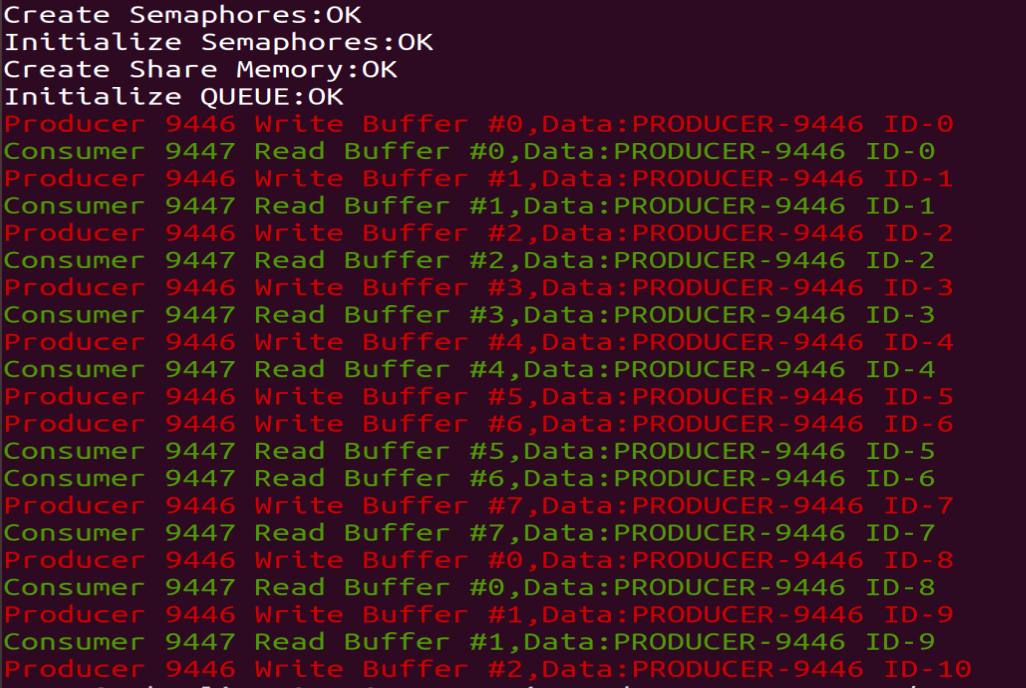 Create Semaphores:OK
Initialize Semaphores:OK
Create Share Memory:OK
Initialize QUEUE:OK
Producer 9446 Write Buffer #0,Data:PRODUCER-9446 ID-0
Consumer 9447 Read Buffer #0,Data:PRODUCER-9446 ID-0
Producer 9446 Write Buffer #1,Data:PRODUCER-9446 ID-1
Consumer 9447 Read Buffer #1,Data:PRODUCER-9446 ID-1
Producer 9446 Write Buffer #2,Data:PRODUCER-9446 ID-2
Consumer 9447 Read Buffer #2,Data:PRODUCER-9446 ID-2
Producer 9446 Write Buffer #3,Data:PRODUCER-9446 ID-3
Consumer 9447 Read Buffer #3,Data:PRODUCER-9446 ID-3
Producer 9446 Write Buffer #4,Data:PRODUCER-9446 ID-4
Consumer 9447 Read Buffer #4,Data:PRODUCER-9446 ID-4
Producer 9446 Write Buffer #5,Data:PRODUCER-9446 ID-5
Producer 9446 Write Buffer #6,Data:PRODUCER-9446 ID-6
Consumer 9447 Read Buffer #5,Data:PRODUCER-9446 ID-5
Consumer 9447 Read Buffer #6,Data:PRODUCER-9446 ID-6
Producer 9446 Write Buffer #7,Data:PRODUCER-9446 ID-7
Consumer 9447 Read Buffer #7,Data:PRODUCER-9446 ID-7
Producer 9446 Write Buffer #0,Data:PRODUCER-9446 ID-8
Consumer 9447 Read Buffer #0,Data:PRODUCER-9446 ID-8
Producer 9446 Write Buffer #1,Data:PRODUCER-9446 ID-9
Consumer 9447 Read Buffer #1,Data:PRODUCER-9446 ID-9
Producer 9446 Write Buffer #2,Data:PRODUCER-9446 ID-10